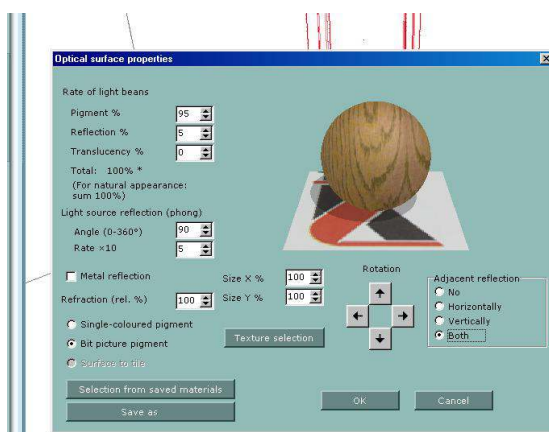 Optical surface properties
Rate of light beans
Pigment % 95
Reflection % 5
Translucency % 0
Total: 100% *
(For natural appearance:
sum 100%)
Light source reflection (phong)
Angle (0-360°) 90
Rate ×10 5
Metal reflection
Refraction (rel. %) 100
Single-coloured pigment
Bit picture pigment
Surface to tile
Selection from saved materials
Save as
Size X % 100
Size Y % 100
Texture selection
Rotation
Adjacent reflection
No
Horizontally
Vertically
Both
OK
Cancel